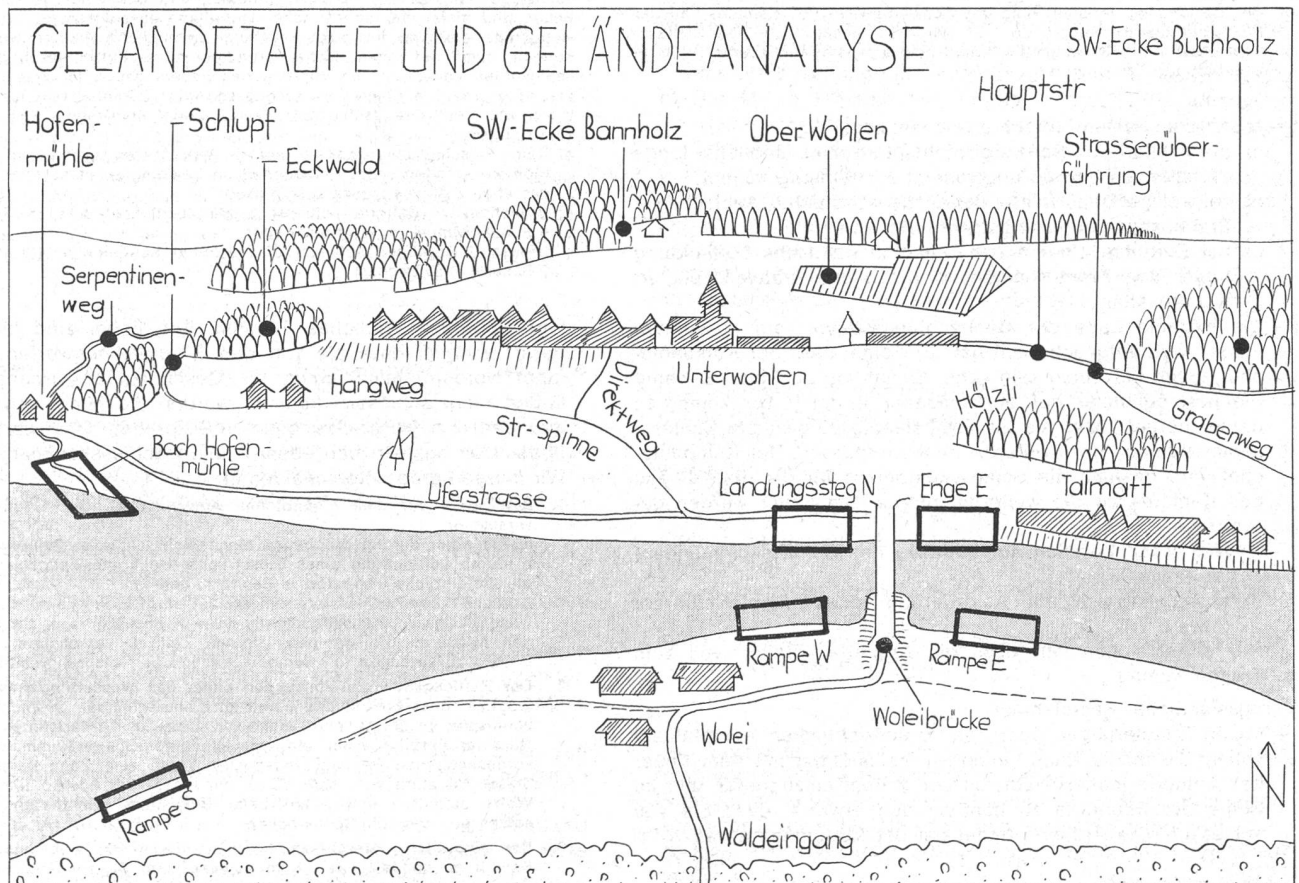 GELÄNDETAUFE UND GELÄNDEANALYSE
SW-Ecke Buchholz
Hauptstr
Hofen-
mühle
Schlupf
Eckwald
SW-Ecke Bannholz
Ober-Wohlen
Strassenüber-
führung
Serpentinen-
weg
Hangweg
Direktweg
Unterwohlen
Hölzli
Grabenweg
Str-Spinne
Bach Hofen-
mühle
Uferstrasse
Landungssteg N
Enge E
Talmatt
Rampe W
Rampe E
Woleibrücke
Wolei
Rampe S
Waldeingang
N